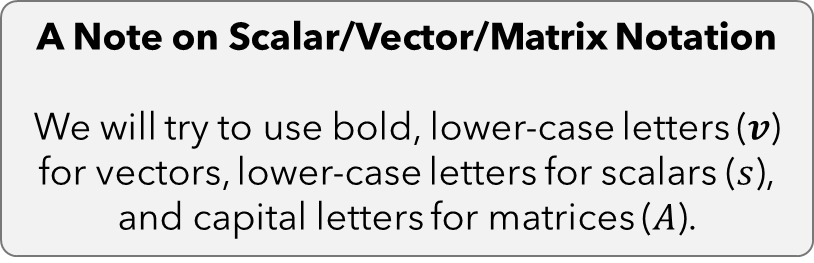 A Note on Scalar/Vector/Matrix Notation
We will try to use bold, lower-case letters (v)
for vectors, lower-case letters for scalars (s),
and capital letters for matrices (A).